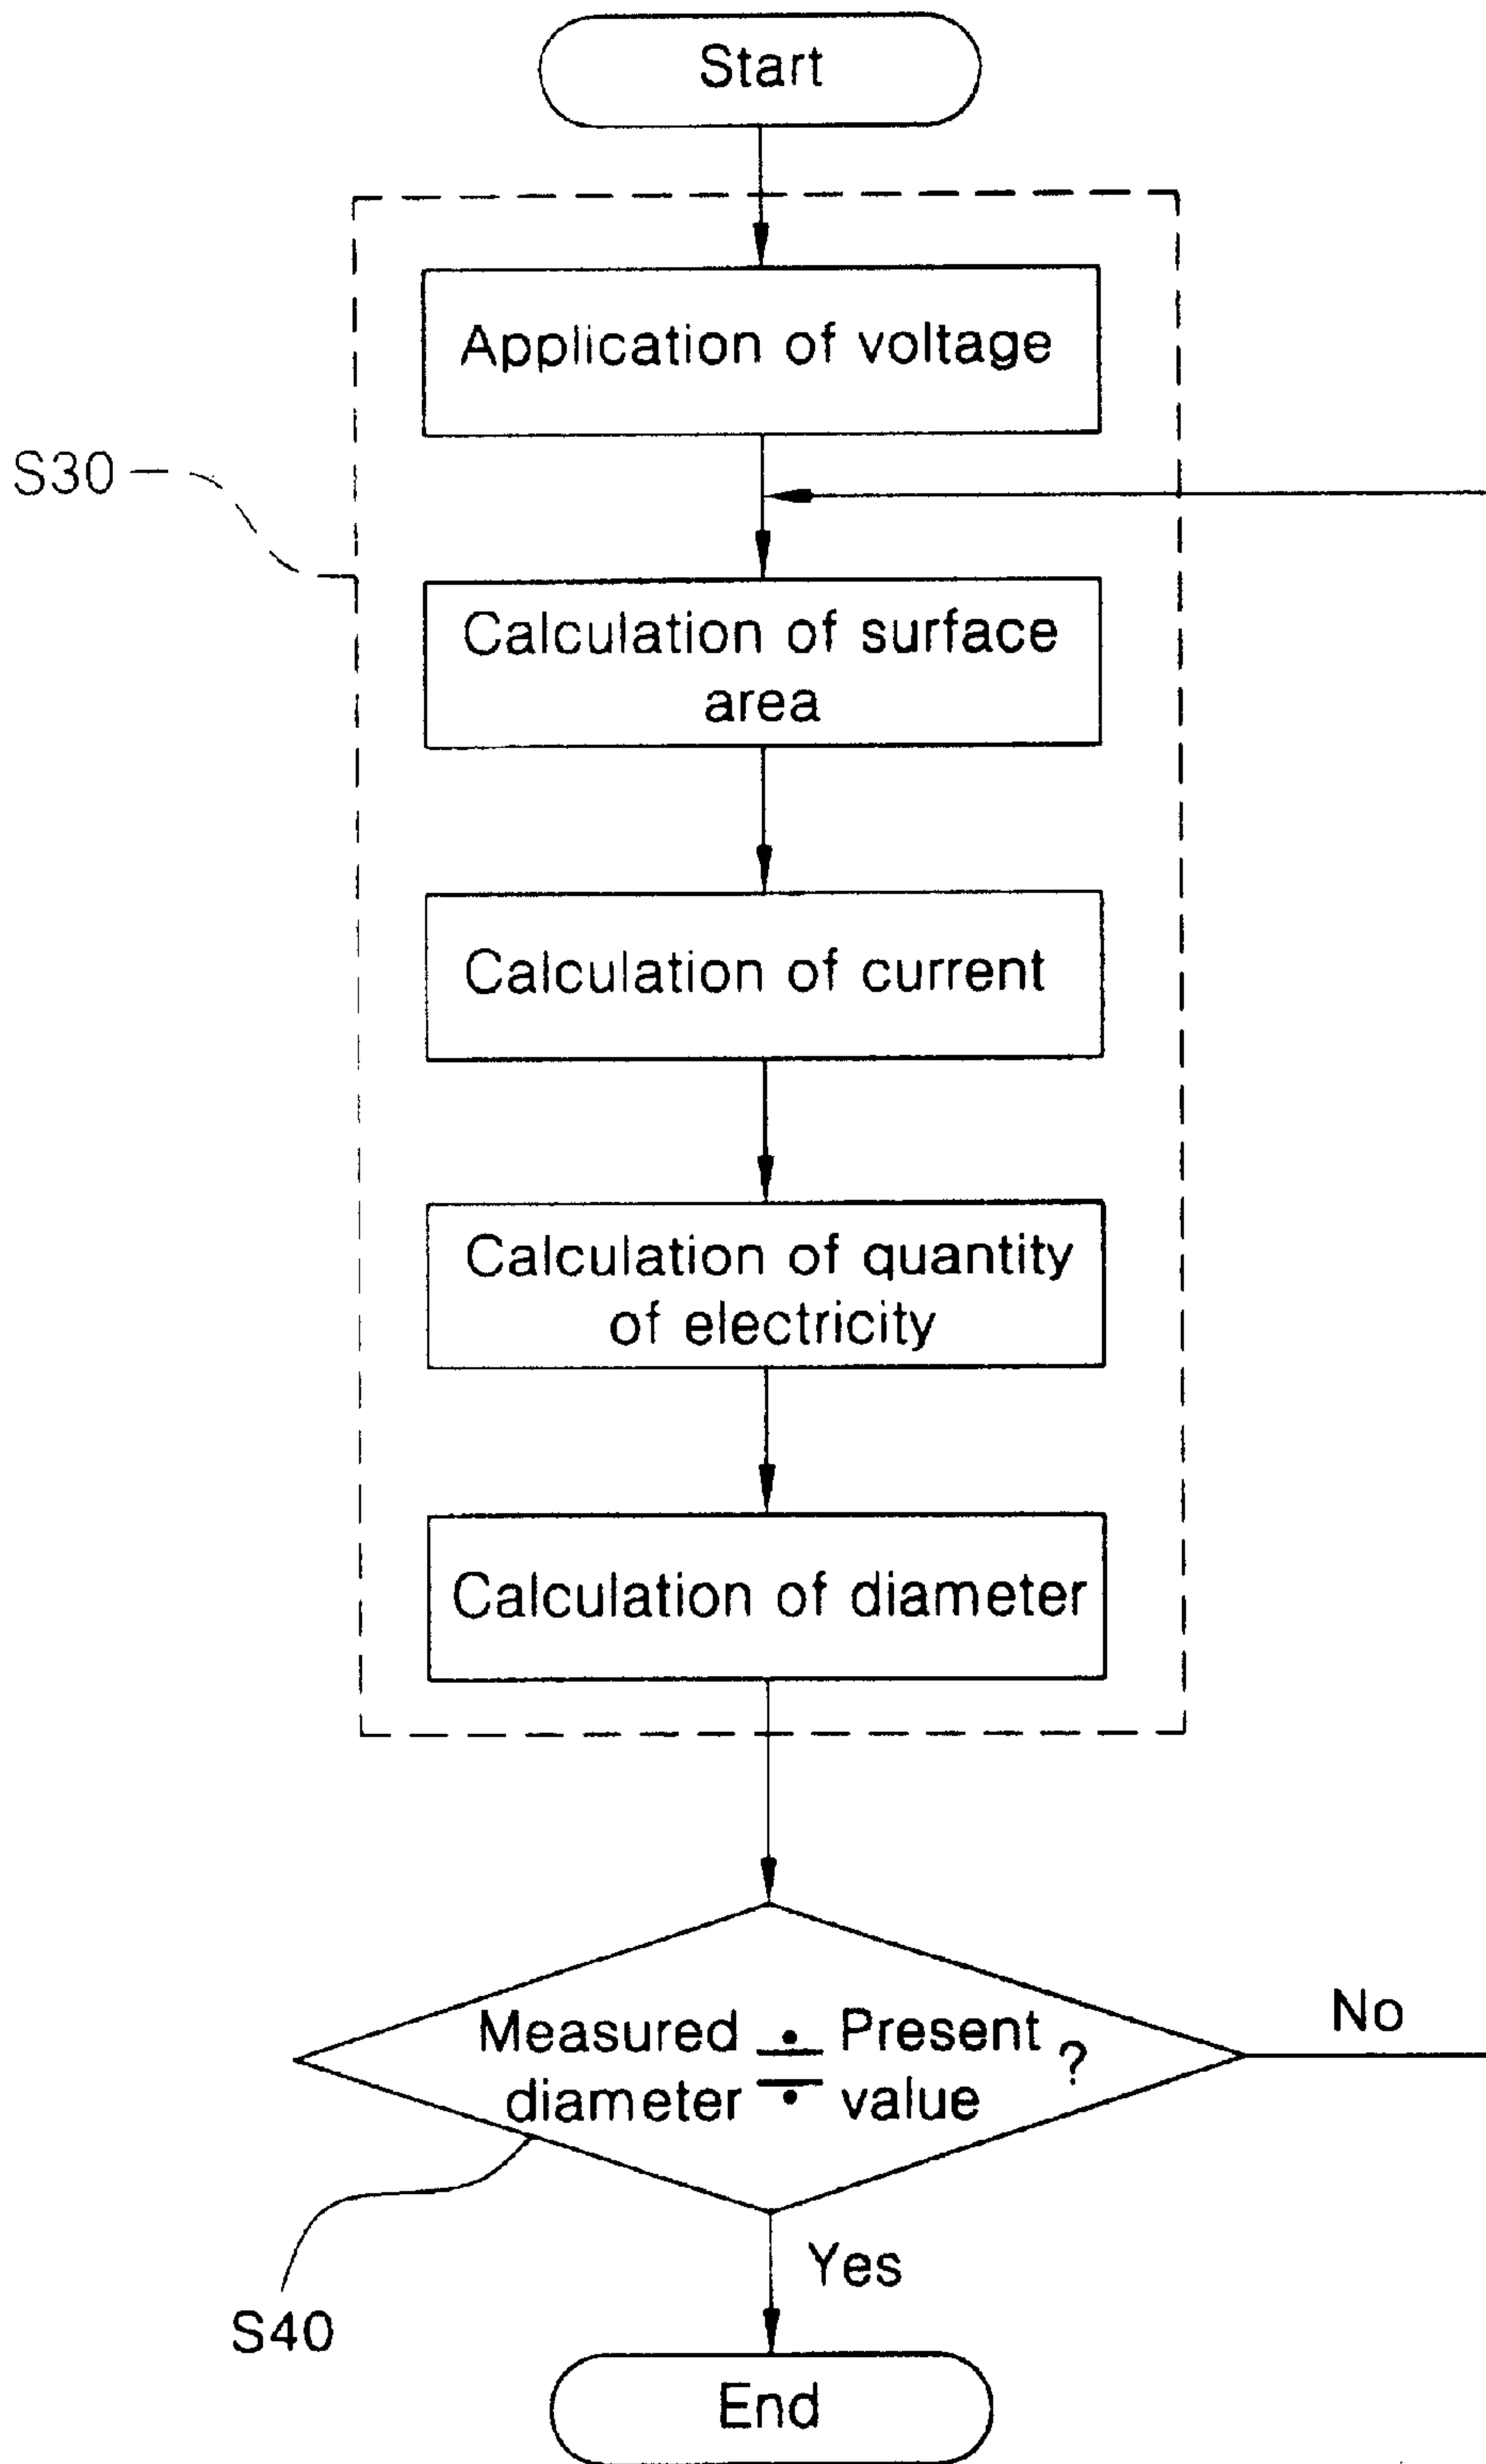 Start
Application of voltage
S30
Calculation of surface
area
Calculation of current
Calculation of quantity
of electricity
Calculation of diameter
Measured ≑ Present ?
diameter value
No
Yes
S40
End